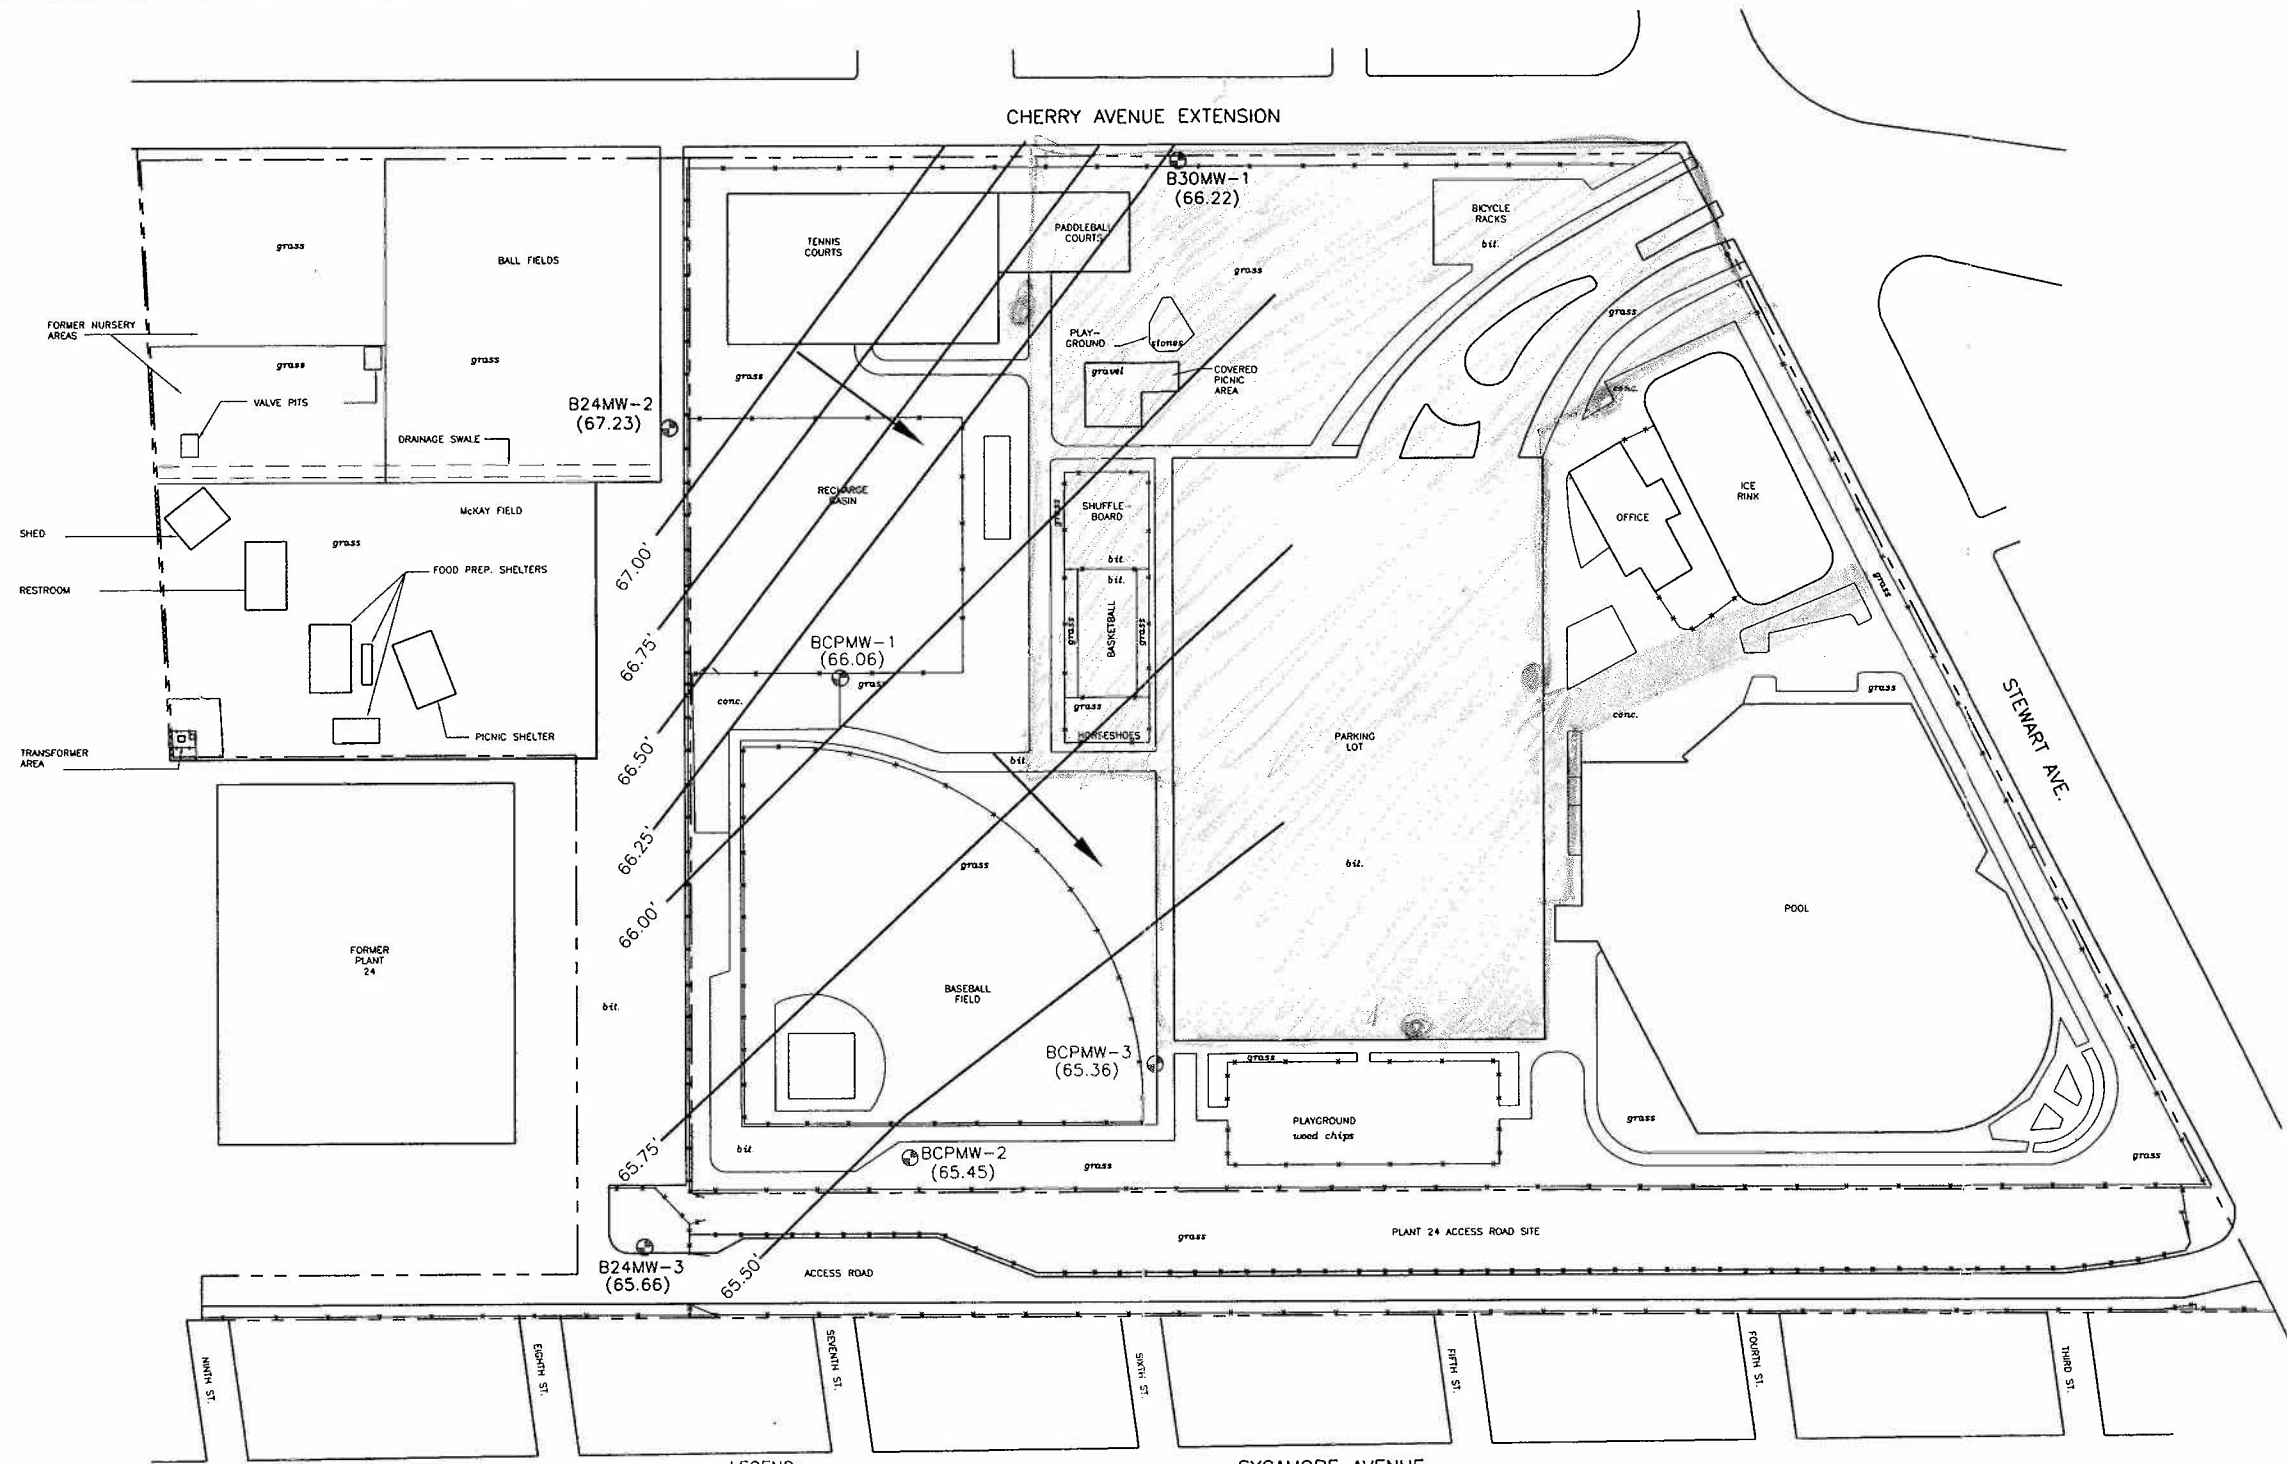 CHERRY AVENUE EXTENSION
B30MW-1
(66.22)
BICYCLE
RACKS
bit.
grass
BALL FIELDS
TENNIS
COURTS
PADDLEBALL
COURTS
grass
grass
FORMER NURSERY
AREAS
PLAY-
GROUND
stones
grass
grass
grass
gravel
COVERED
PICNIC
AREA
conc.
VALVE PITS
B24MW-2
(67.23)
DRAINAGE SWALE
RECHARGE
BASIN
ICE
RINK
McKAY FIELD
SHUFFLE-
BOARD
grass
OFFICE
SHED
grass
bit.
bit.
67.00'
FOOD PREP. SHELTERS
grass
RESTROOM
BASKETBALL
grass
grass
66.75'
BCPMW-1
(66.06)
grass
grass
grass
conc.
conc.
STEWART AVE.
66.50'
PICNIC SHELTER
HORSESHOES
PARKING
LOT
TRANSFORMER
AREA
bit.
66.25'
grass
bit.
66.00'
POOL
FORMER
PLANT
24
BASEBALL
FIELD
bit.
BCPMW-3
(65.36)
grass
PLAYGROUND
wood chips
grass
65.75'
bit
BCPMW-2
(65.45)
grass
grass
PLANT 24 ACCESS ROAD SITE
grass
B24MW-3
(65.66)
65.50'
ACCESS ROAD
NINTH ST.
EIGHTH ST.
SEVENTH ST.
SIXTH ST.
FIFTH ST.
FOURTH ST.
THIRD ST.
LEGEND
SYCAMORE AVENUE